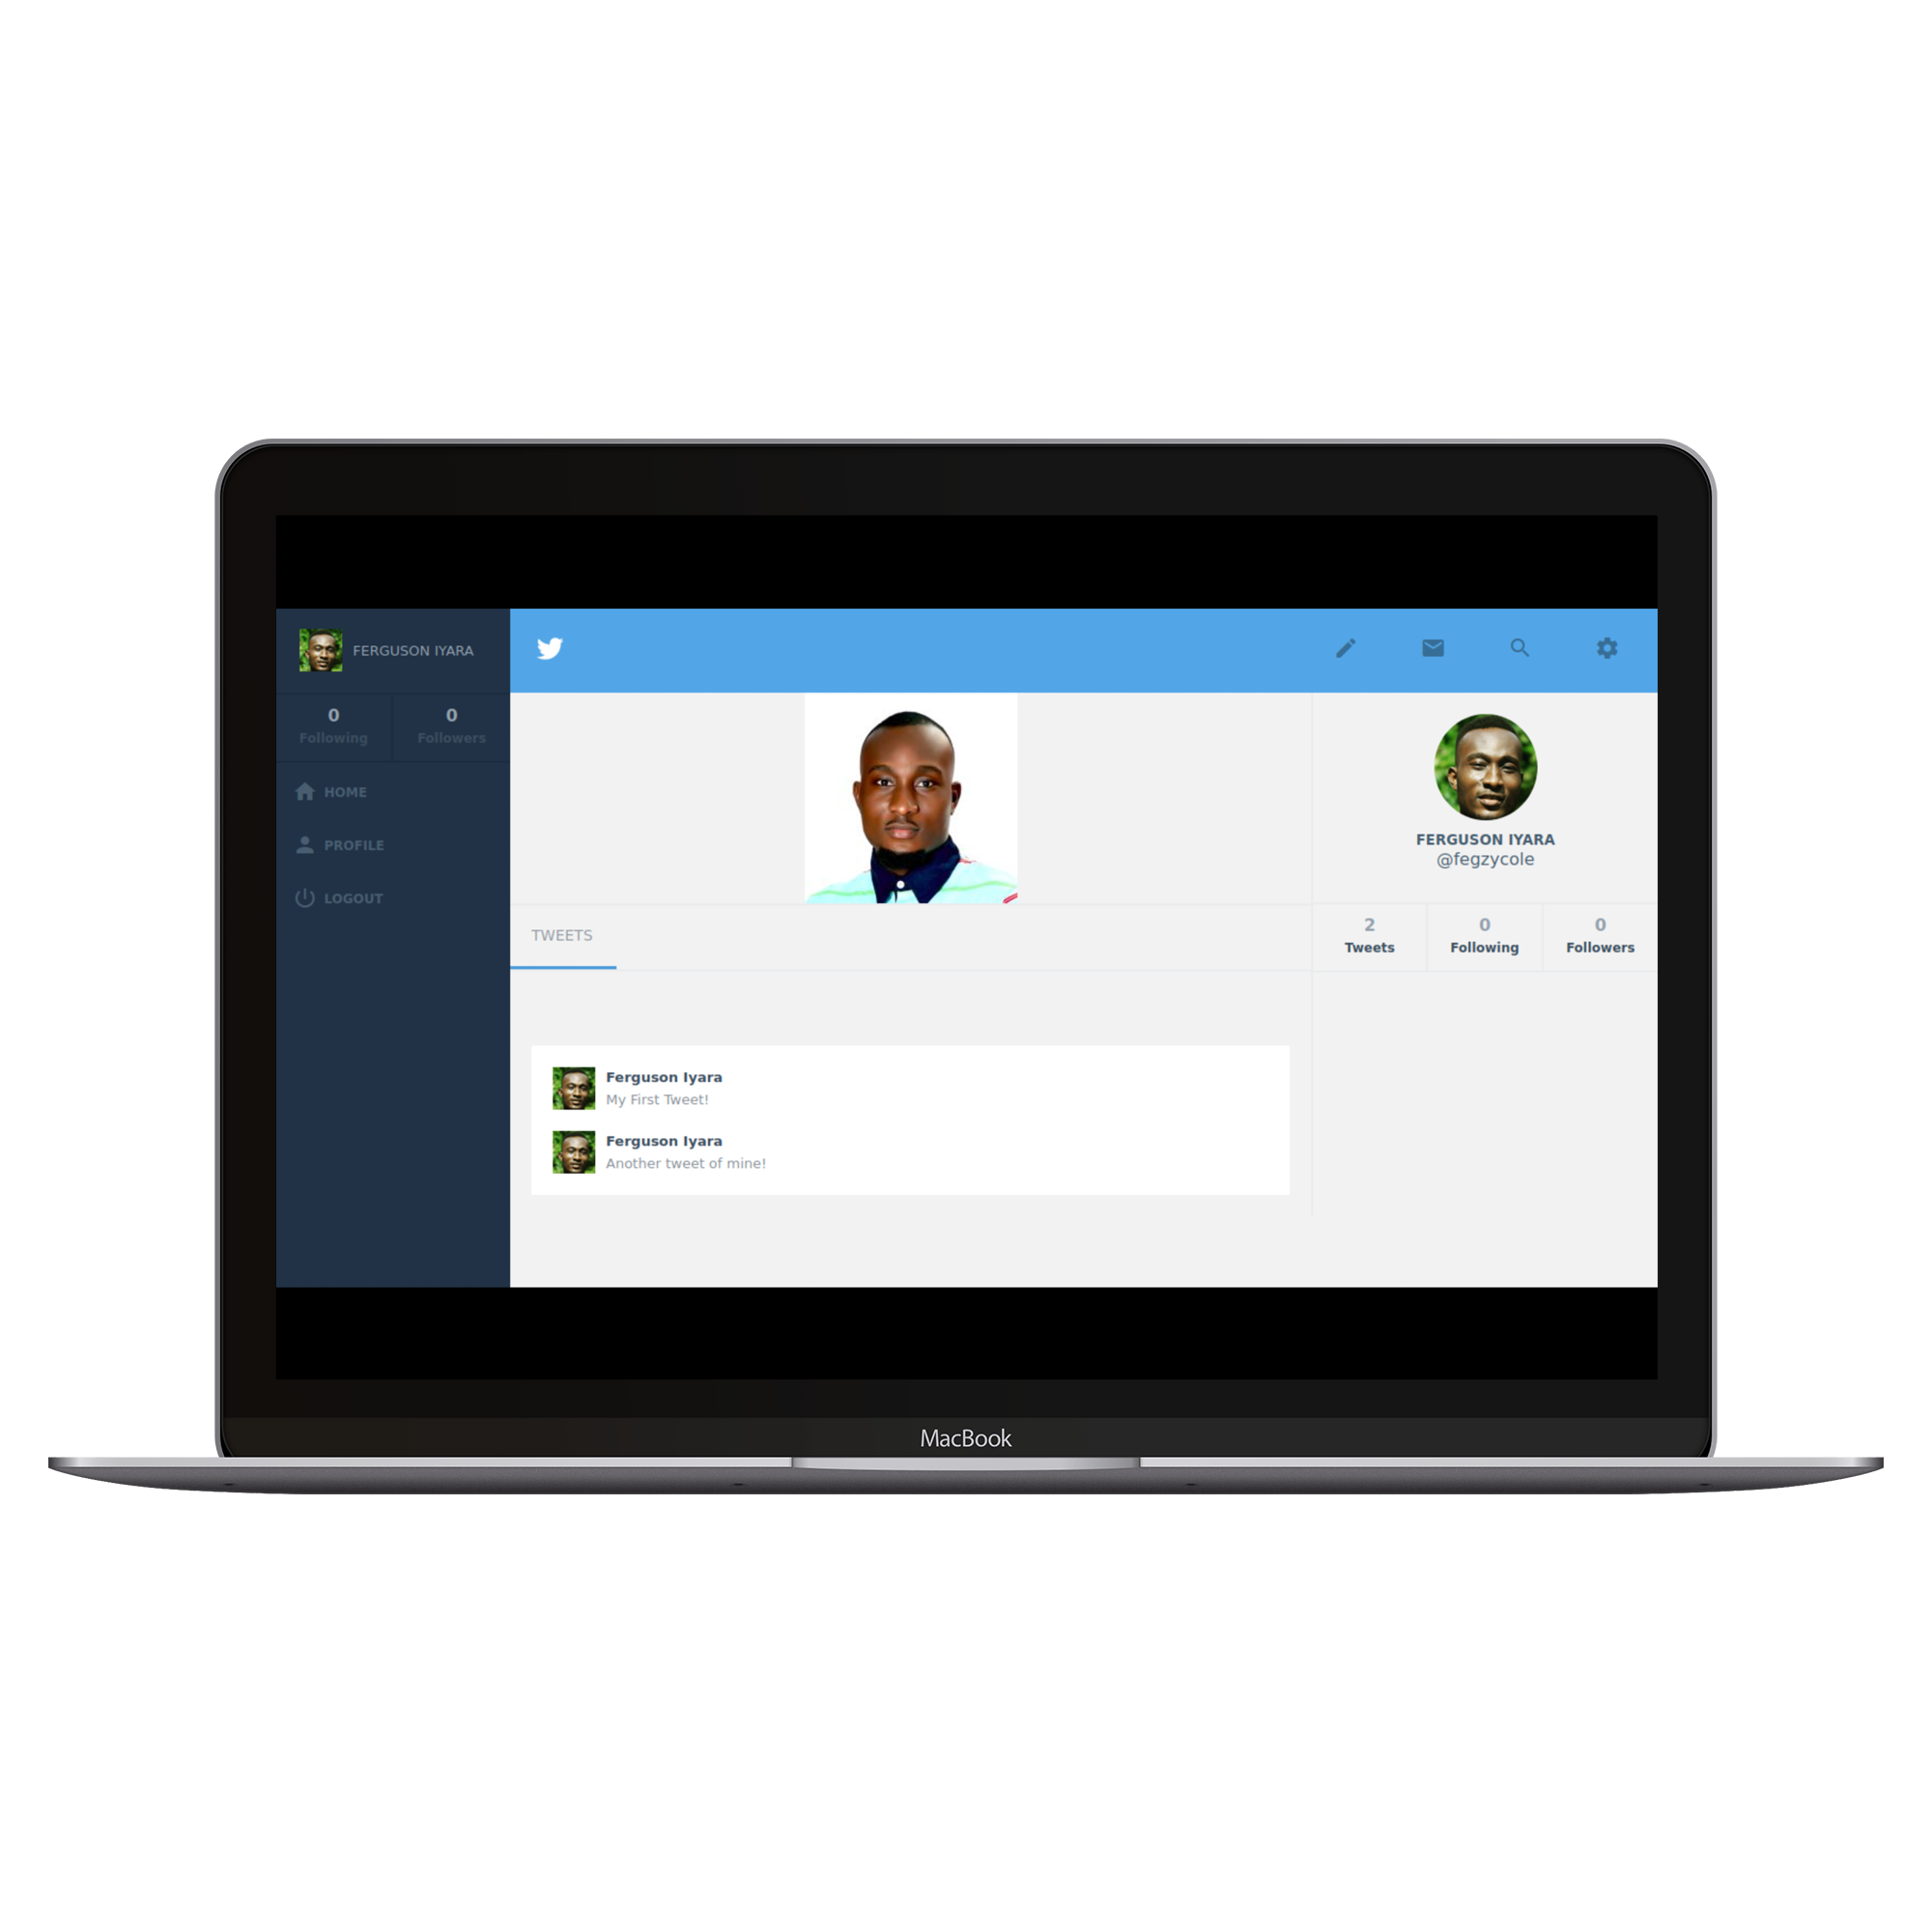 FERGUSON IYARA
0
Following
0
Followers
HOME
PROFILE
LOGOUT
TWEETS
Ferguson Iyara
My First Tweet!
Ferguson Iyara
Another tweet of mine!
FERGUSON IYARA
@fegzycole
2
Tweets
0
Following
0
Followers
MacBook